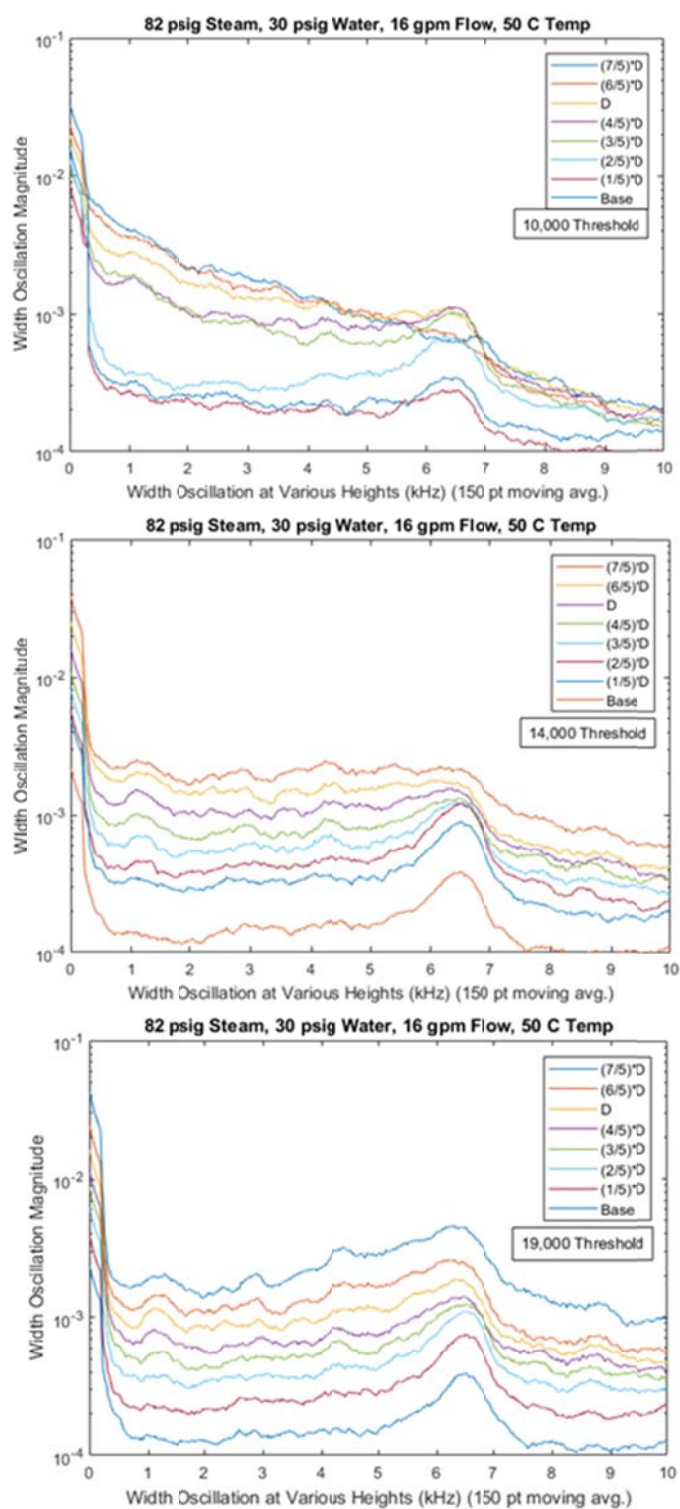 82 psig Steam, 30 psig Water, 16 gpm Flow, 50 C Temp
10-1
10-2
10-3
10-4
Width Oscillation Magnitude
(7/5)*D
(6/5)*D
D
(4/5)*D
(3/5)*D
(2/5)*D
(1/5)*D
Base
10,000 Threshold
0 1 2 3 4 5 6 7 8 9 10
Width Oscillation at Various Heights (kHz) (150 pt moving avg.)
82 psig Steam, 30 psig Water, 16 gpm Flow, 50 C Temp
10-1
10-2
10-3
10-4
WIdth Oscillation Magnitude
(7/5)'D
(6/5)'D
D
(4/5)'D
(3/5)'D
(2/5)'D
(1/5)'D
Base
14,000 Threshold
0 1 2 3 4 5 6 7 8 9 10
Width Oscillation at Various Heights (kHz) (150 pt moving avg.)
82 psig Steam, 30 psig Water, 16 gpm Flow, 50 C Temp
10-1
10-2
10-3
10-4
Width Oscillation Magnitude
(7/5)*D
(6/5)*D
D
(4/5)*D
(3/5)*D
(2/5)*D
(1/5)*D
Base
19,000 Threshold
0 1 2 3 4 5 6 7 8 9 10
Width Oscillation at Various Heights (kHz) (150 pt moving avg.)